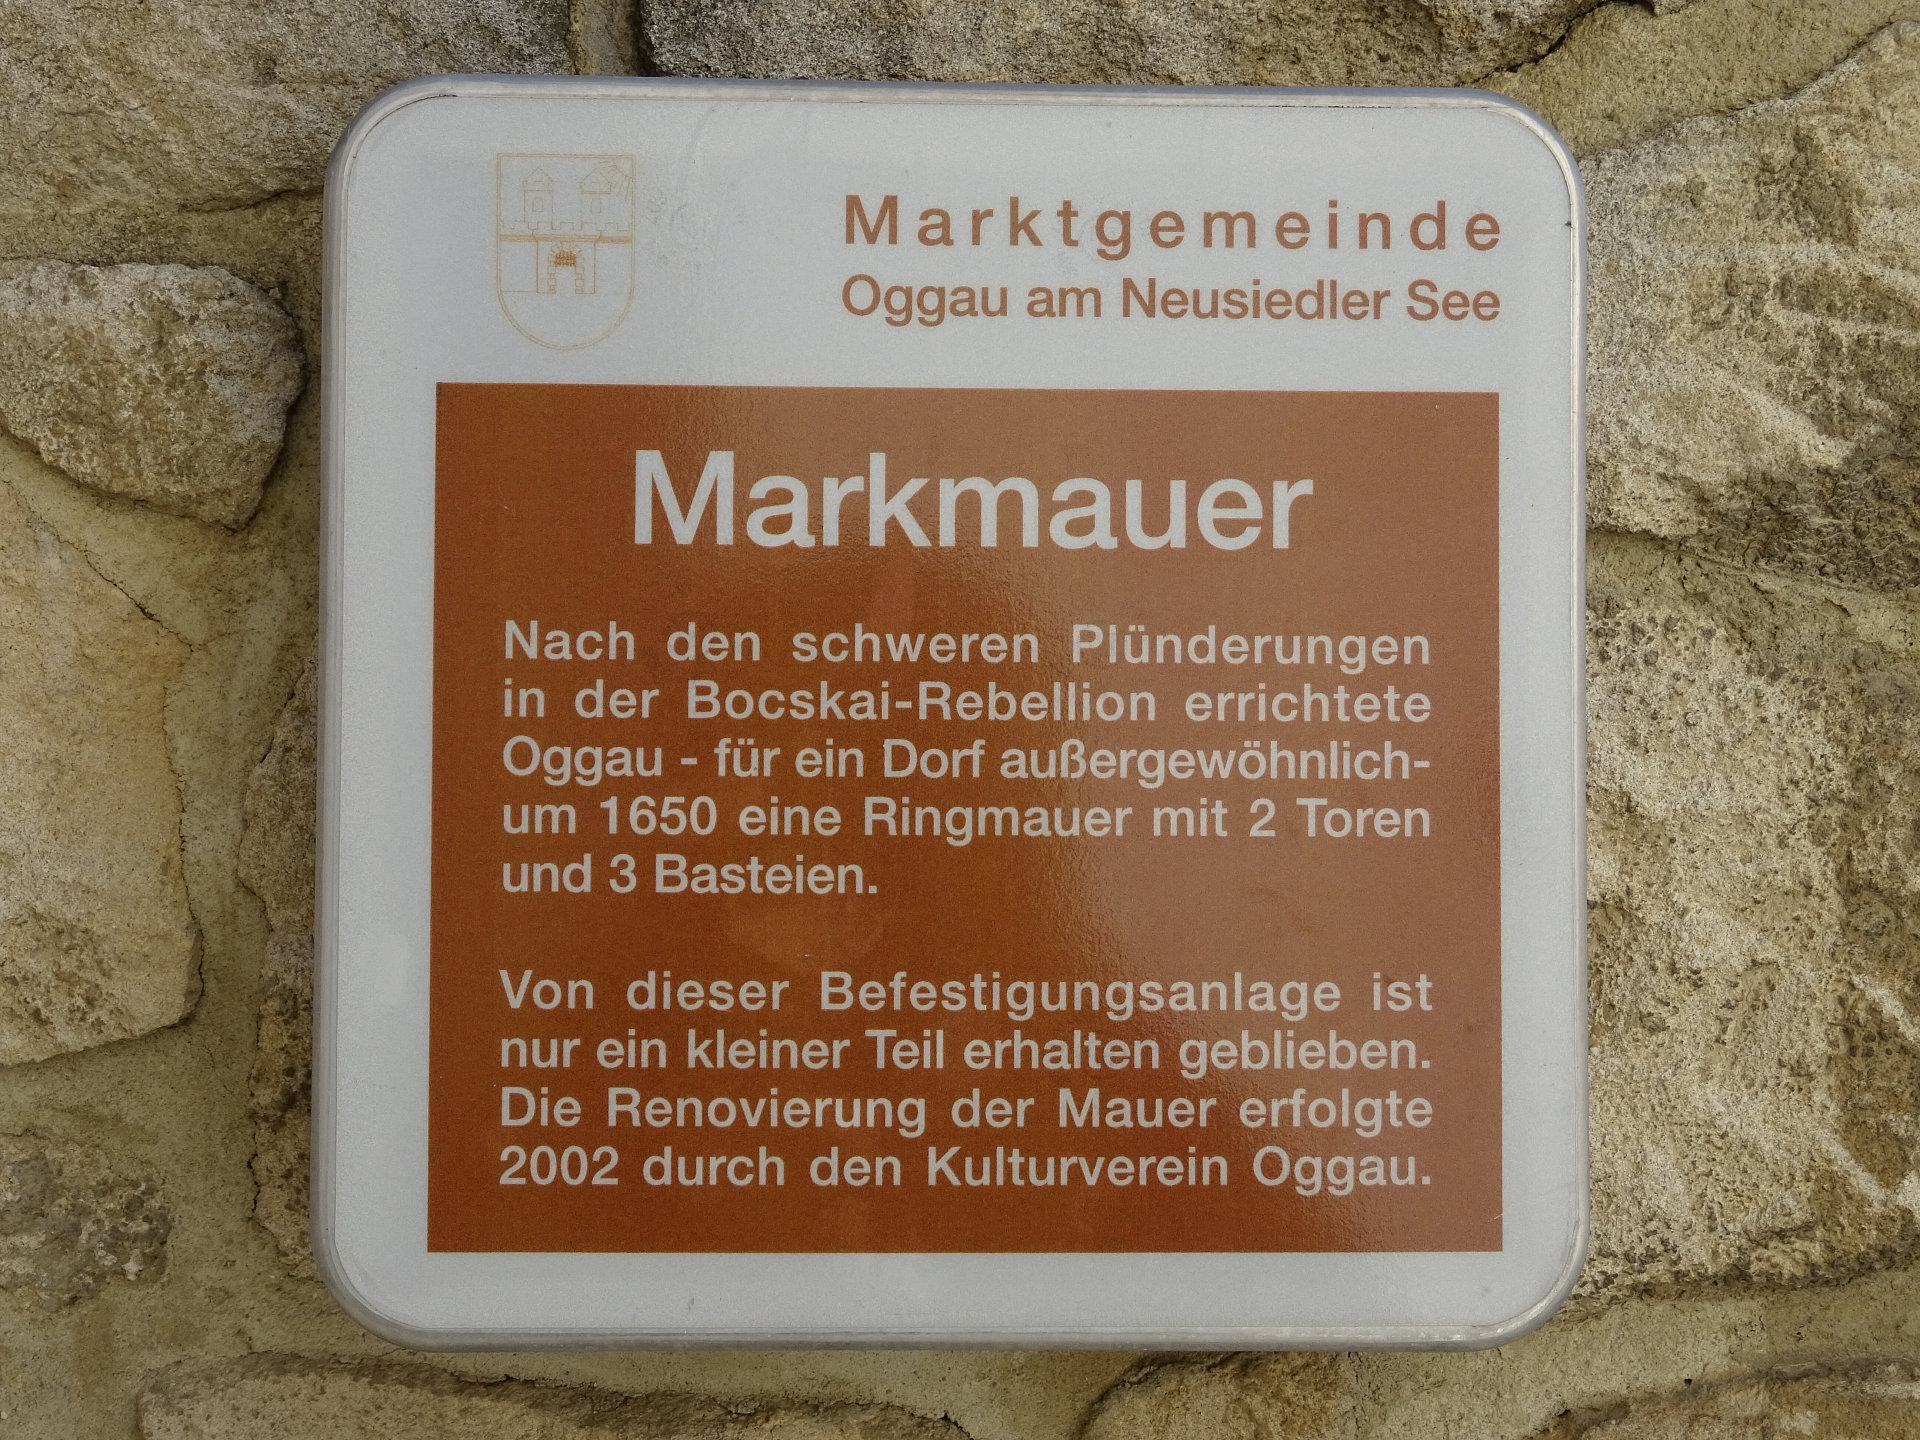 Marktgemeinde
Oggau am Neusiedler See
Markmauer
Nach den schweren Plünderungen
in der Bocskai-Rebellion errichtete
Oggau - für ein Dorf außergewöhnlich-
um 1650 eine Ringmauer mit 2 Toren
und 3 Basteien.
Von dieser Befestigungsanlage ist
nur ein kleiner Teil erhalten geblieben.
Die Renovierung der Mauer erfolgte
2002 durch den Kulturverein Oggau.